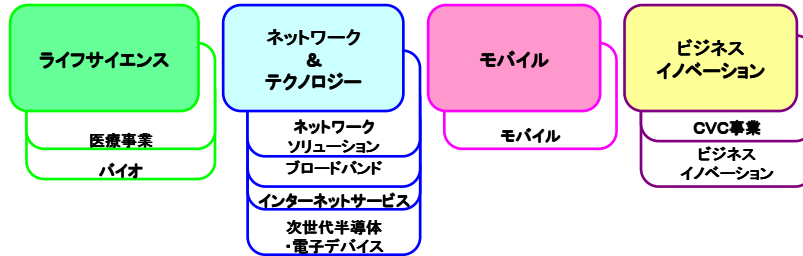 ライフサイエンス
医療事業
バイオ
ネットワーク
&
テクノロジー
ネットワーク
ソリューション
ブロードバンド
インターネットサービス
次世代半導体
・電子デバイス
モバイル
モバイル
ビジネス
イノベーション
CVC事業
ビジネス
イノベーション